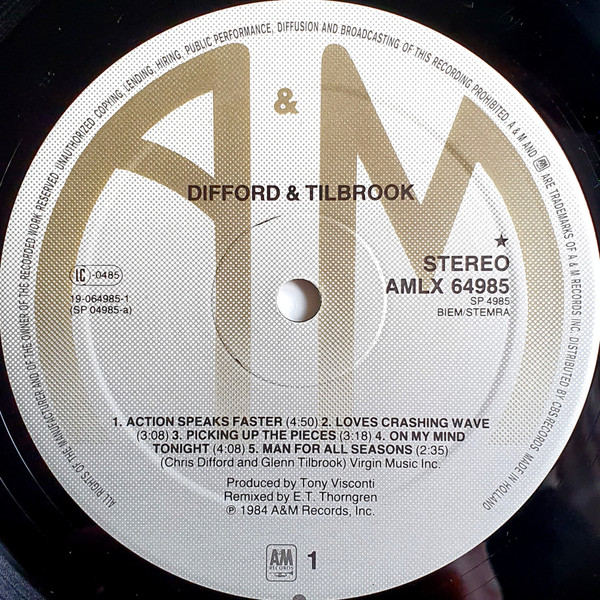 ALL RIGHTS OF THE MANUFACTURER AND OF THE OWNER OF THE RECORDED WORK RESERVED. UNAUTHORIZED COPYING, LENDING, HIRING, PUBLIC PERFORMANCE, DIFFUSION AND BROADCASTING OF THIS RECORDING PROHIBITED. A & M AND A&M ARE TRADEMARKS OF A & M RECORDS INC. DISTRIBUTED BY CBS RECORDS MADE IN HOLLAND
A & M
DIFFORD & TILBROOK
STEREO
AMLX 64985
SP 4985
BIEM/STEMRA
LC-0485
19-064985-1
(SP 04985-a)
1. ACTION SPEAKS FASTER (4:50) 2. LOVES CRASHING WAVE
(3:08) 3. PICKING UP THE PIECES (3:18) 4. ON MY MIND
TONIGHT (4:08) 5. MAN FOR ALL SEASONS (2:35)
(Chris Difford and Glenn Tilbrook) Virgin Music Inc.
Produced by Tony Visconti
Remixed by E.T. Thorngren
℗ 1984 A&M Records, Inc.
A&M
RECORDS
1